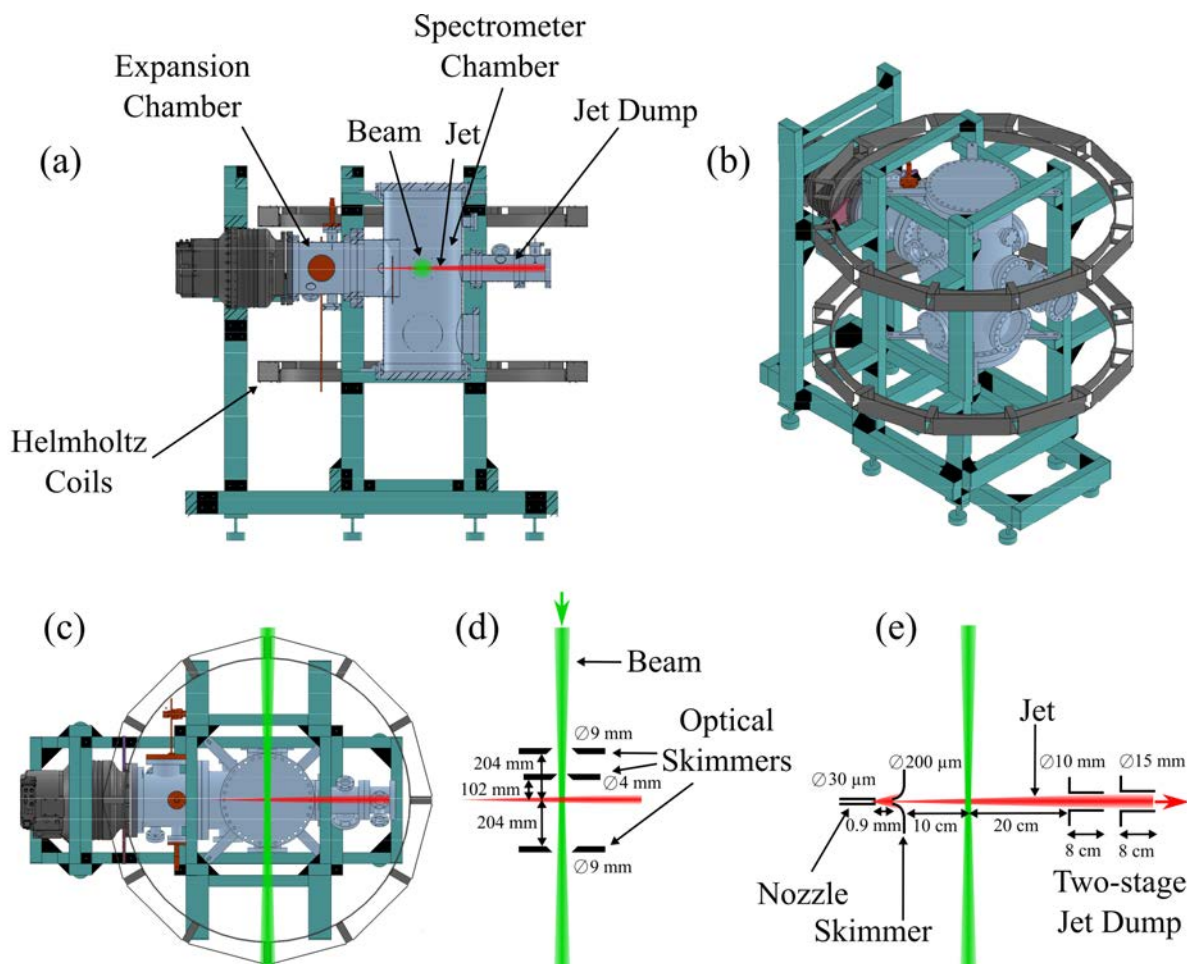 Spectrometer
Chamber
Expansion
Chamber
Jet Dump
Beam
Jet
(a)
(b)
Helmholtz
Coils
(c)
(d)
(e)
Beam
Optical
Skimmers
∅9 mm
204 mm
∅4 mm
102 mm
204 mm
∅9 mm
Jet
∅30 µm
∅200 µm
∅10 mm
∅15 mm
0.9 mm
10 cm
20 cm
8 cm
8 cm
Nozzle
Skimmer
Two-stage
Jet Dump